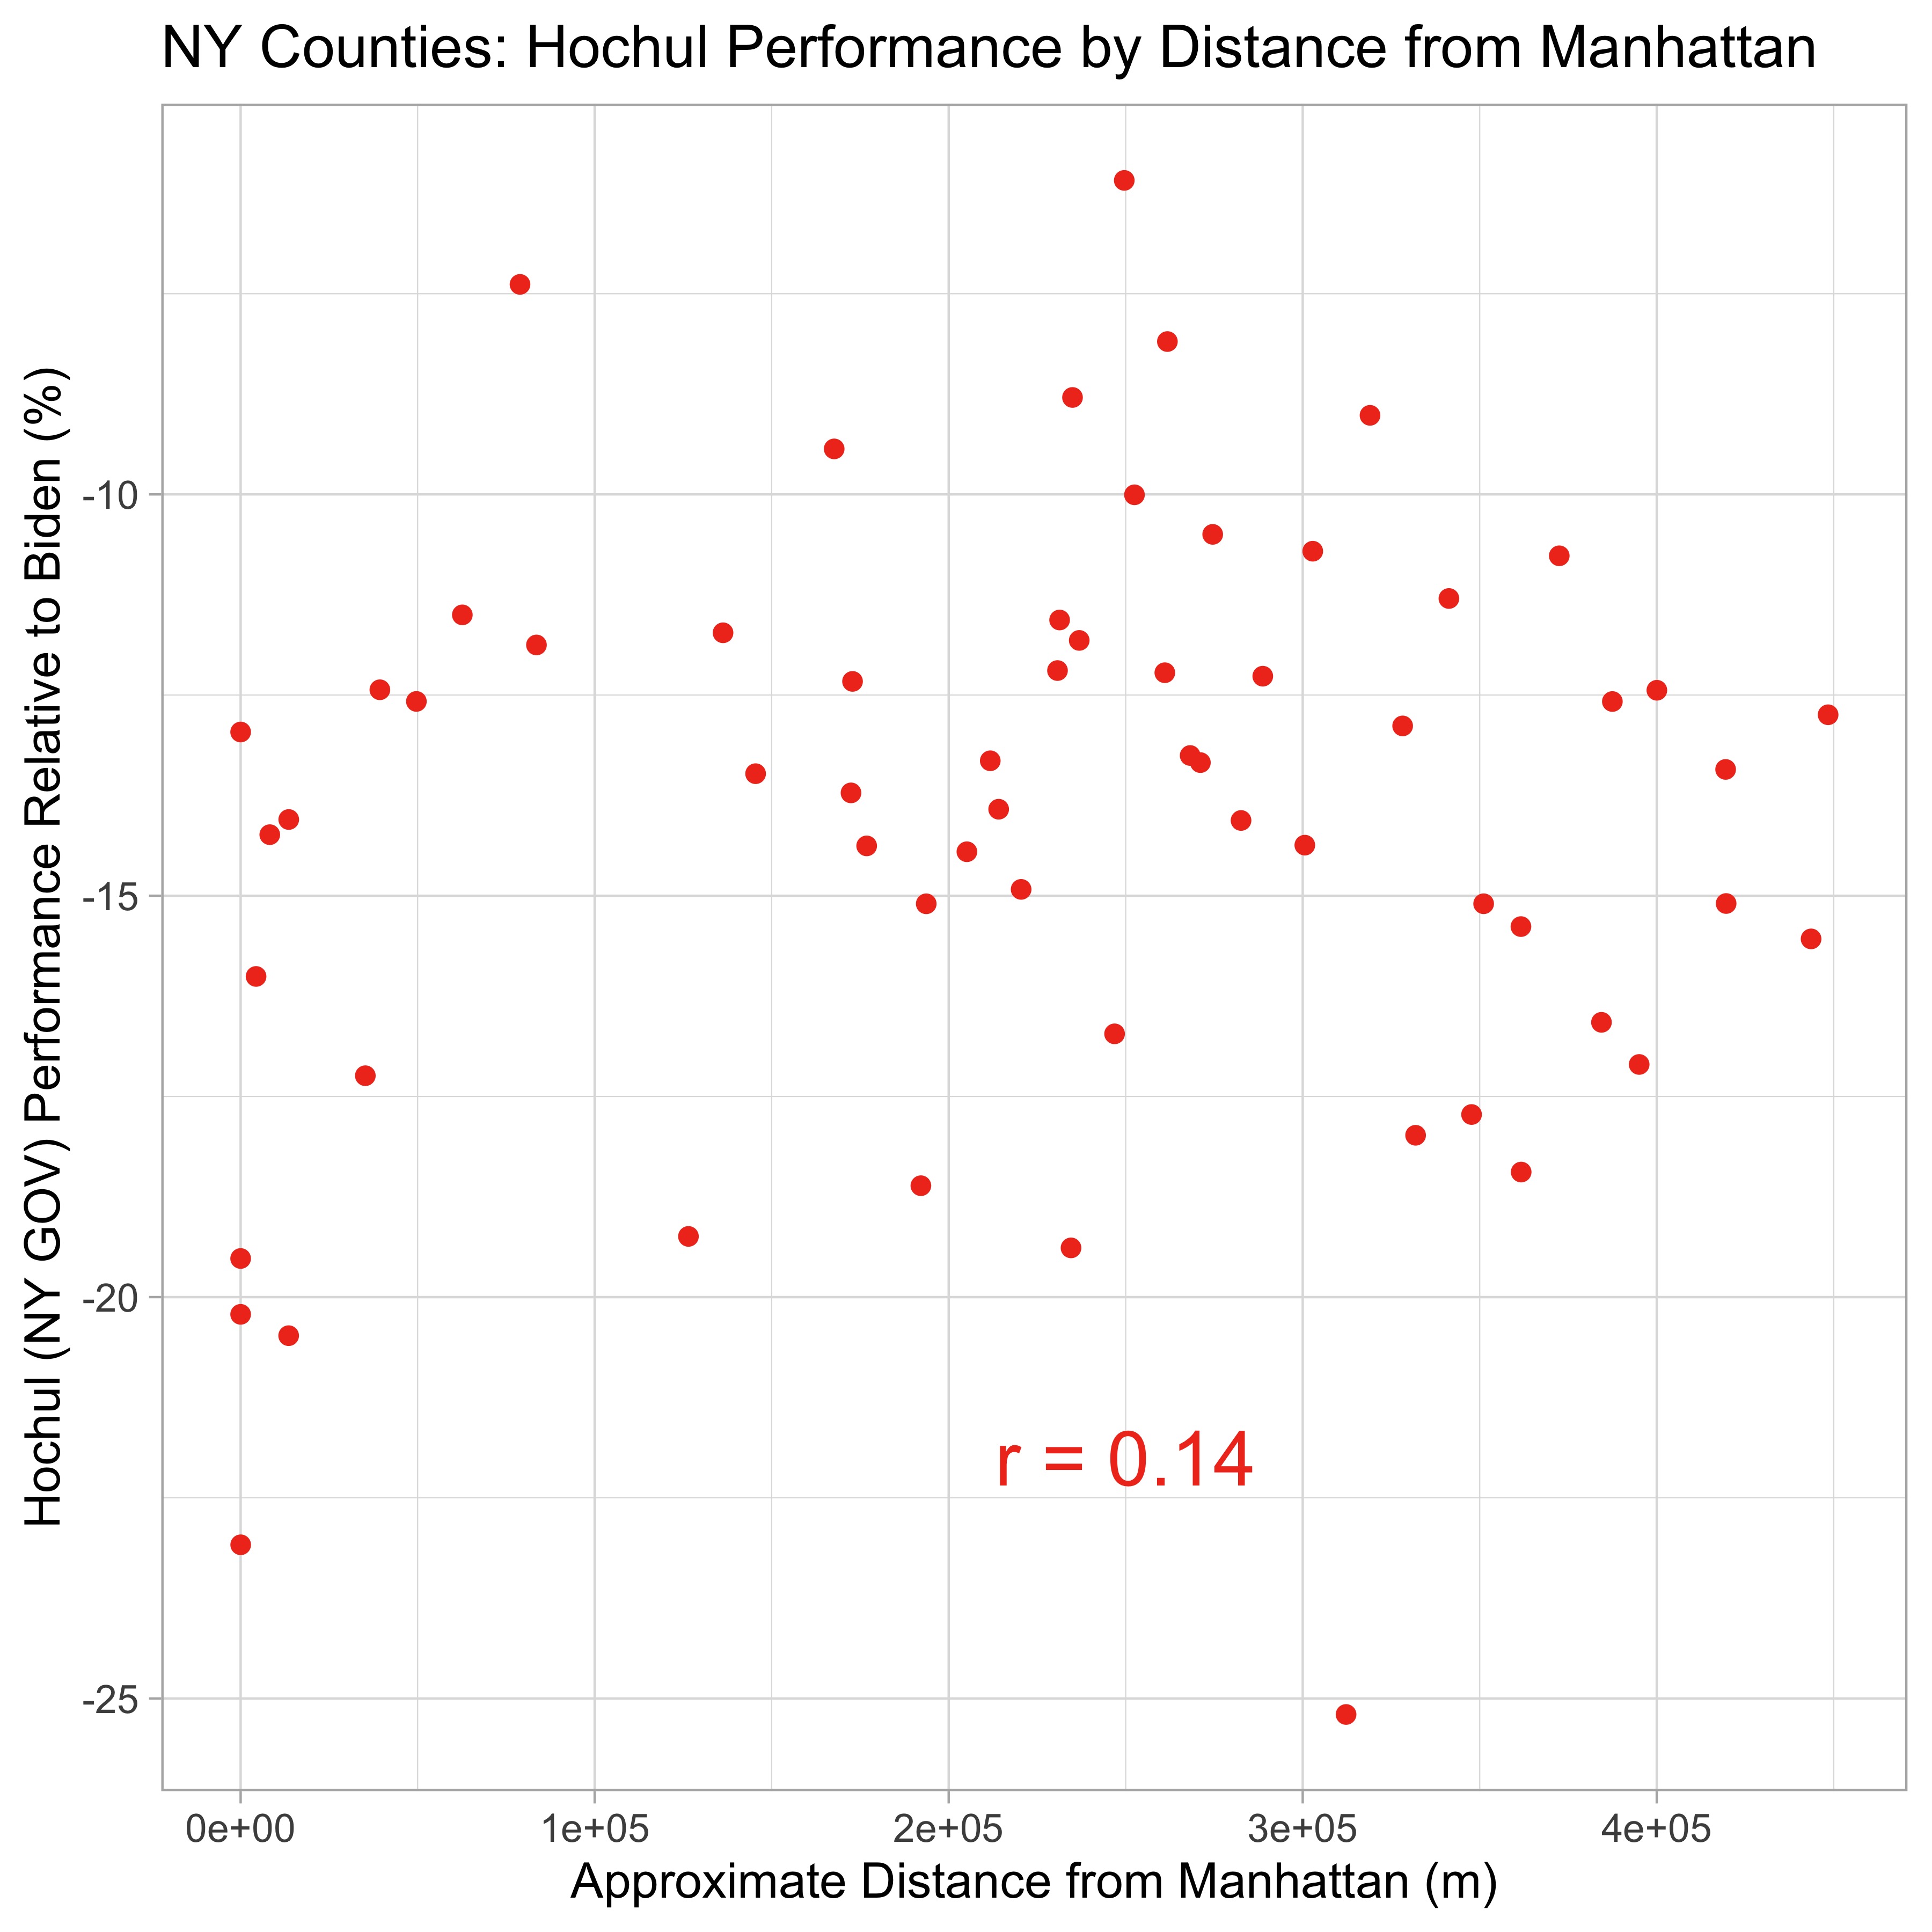 NY Counties: Hochul Performance by Distance from Manhattan
Hochul (NY GOV) Performance Relative to Biden (%)
-10
-15
-20
-25
r = 0.14
0e+00
1e+05
2e+05
3e+05
4e+05
Approximate Distance from Manhattan (m)